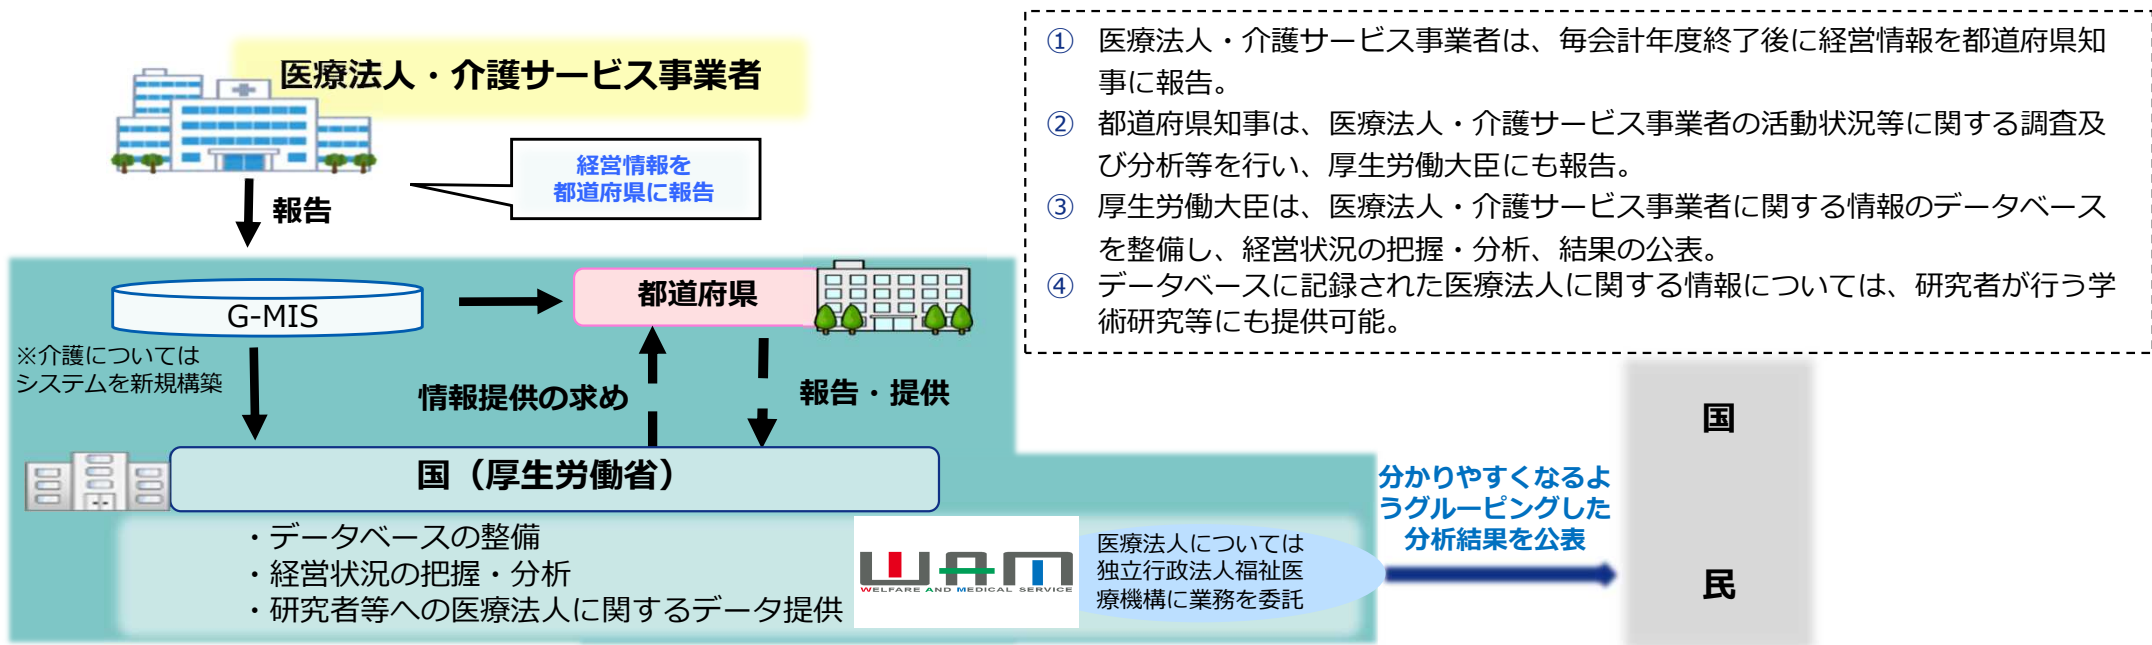 医療法人・介護サービス事業者
経営情報を
都道府県に報告
報告
G-MIS
都道府県
※介護については
システムを新規構築
情報提供の求め
報告・提供
国（厚生労働省）
・データベースの整備
・経営状況の把握・分析
・研究者等への医療法人に関するデータ提供
WAM
WELFARE AND MEDICAL SERVICE
医療法人については
独立行政法人福祉医
療機構に業務を委託
① 医療法人・介護サービス事業者は、毎会計年度終了後に経営情報を都道府県知
事に報告。
② 都道府県知事は、医療法人・介護サービス事業者の活動状況等に関する調査及
び分析等を行い、厚生労働大臣にも報告。
③ 厚生労働大臣は、医療法人・介護サービス事業者に関する情報のデータベース
を整備し、経営状況の把握・分析、結果の公表。
④ データベースに記録された医療法人に関する情報については、研究者が行う学
術研究等にも提供可能。
分かりやすくなるよ
うグルーピングした
分析結果を公表
国
民